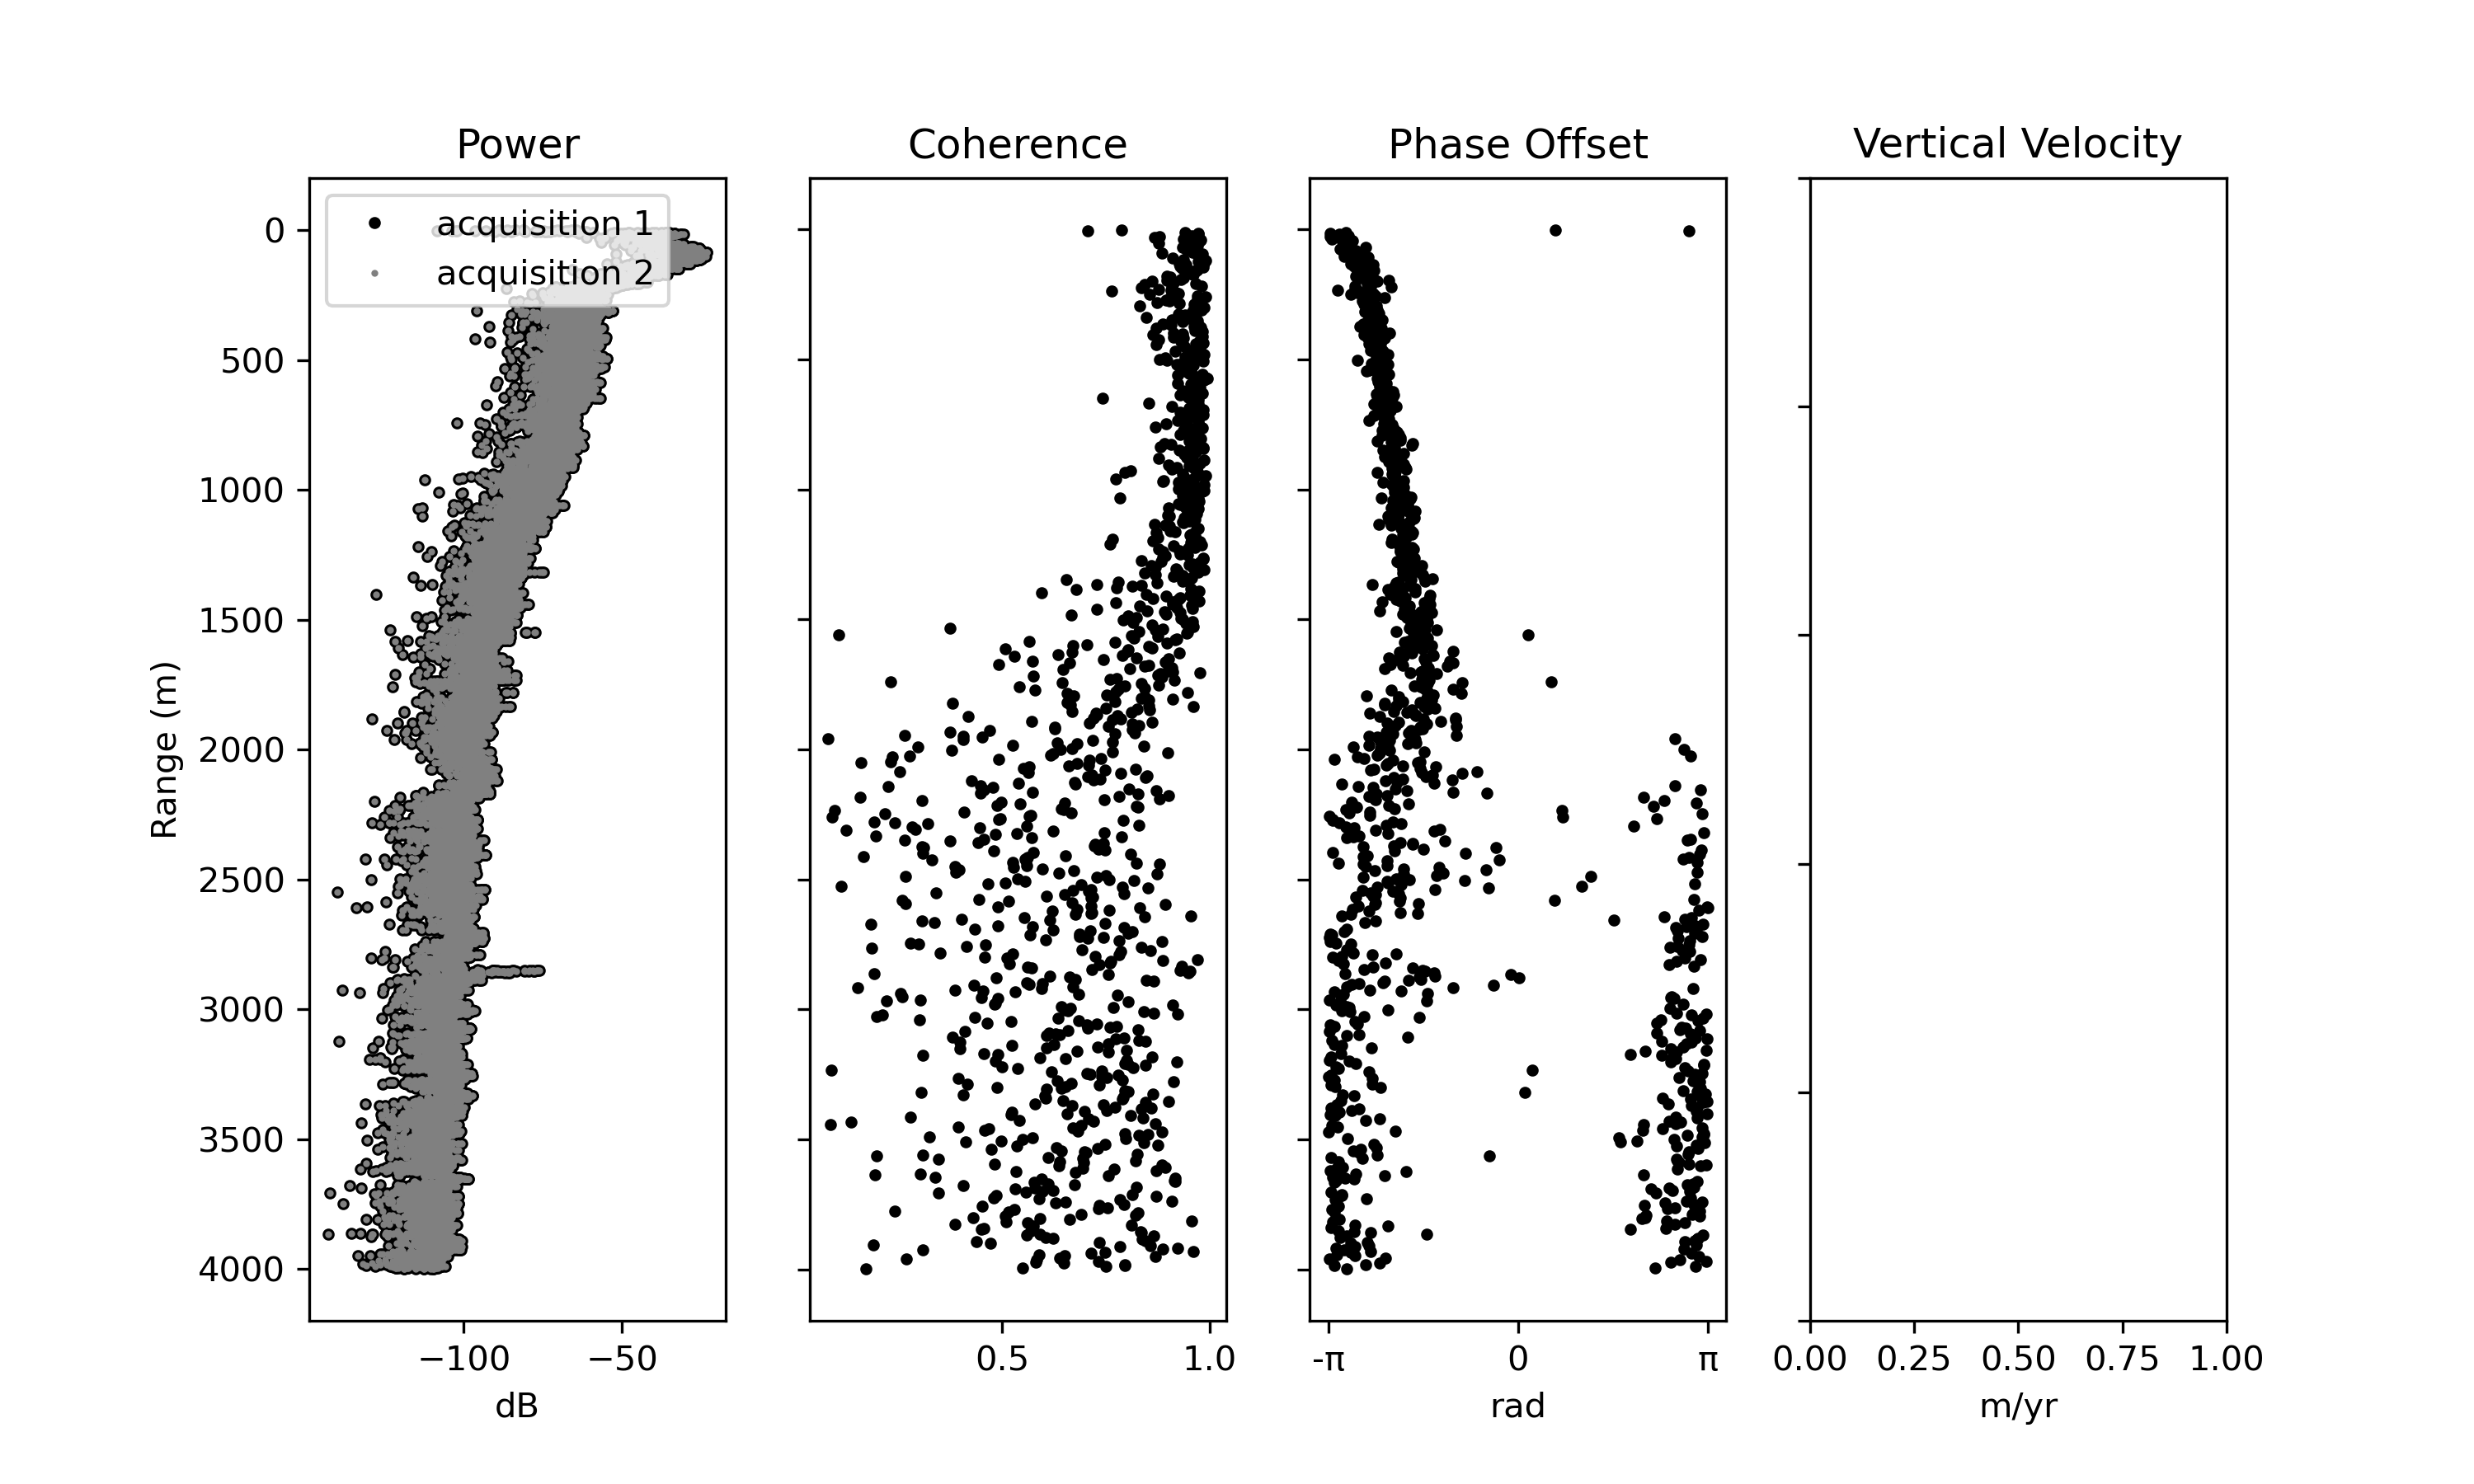 Power
Coherence
Phase Offset
Vertical Velocity
acquisition 1
acquisition 2
0
500
1000
1500
2000
2500
3000
3500
4000
Range (m)
−100
−50
0.5
1.0
-π
0
π
0.00
0.25
0.50
0.75
1.00
dB
rad
m/yr